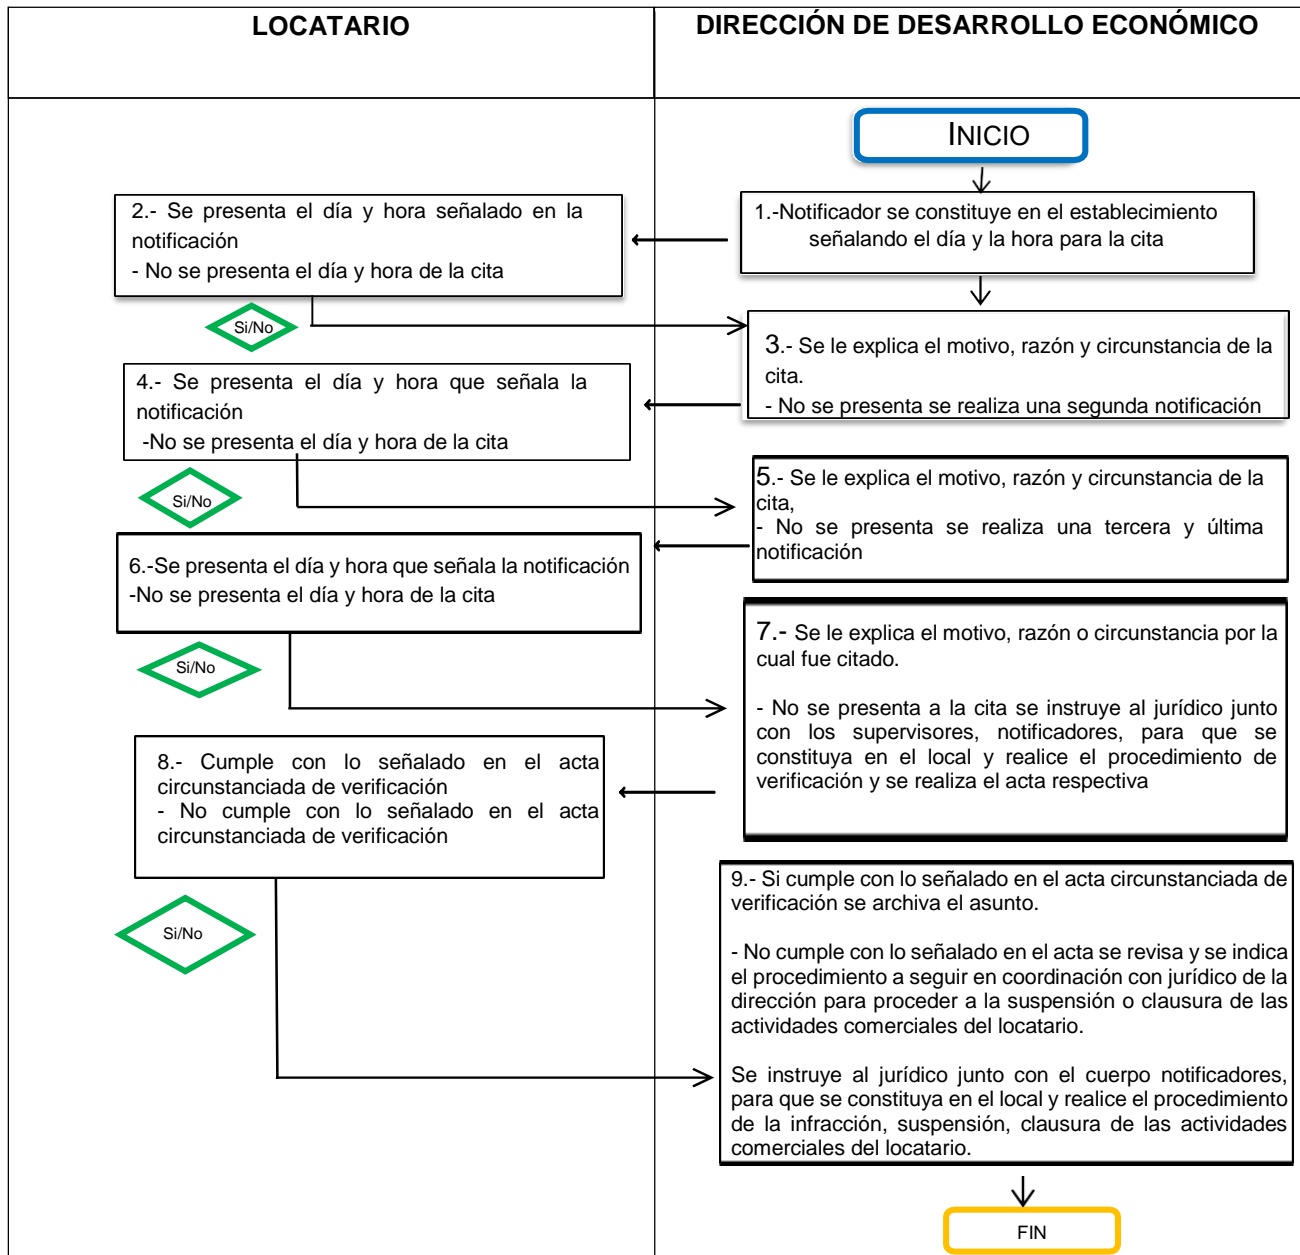 LOCATARIO
DIRECCIÓN DE DESARROLLO ECONÓMICO
INICIO
1.-Notificador se constituye en el establecimiento
señalando el día y la hora para la cita
2.- Se presenta el día y hora señalado en la
notificación
- No se presenta el día y hora de la cita
Si/No
3.- Se le explica el motivo, razón y circunstancia de la
cita.
- No se presenta se realiza una segunda notificación
4.- Se presenta el día y hora que señala la
notificación
-No se presenta el día y hora de la cita
Si/No
5.- Se le explica el motivo, razón y circunstancia de la
cita,
- No se presenta se realiza una tercera y última
notificación
6.-Se presenta el día y hora que señala la notificación
-No se presenta el día y hora de la cita
Si/No
7.- Se le explica el motivo, razón o circunstancia por la
cual fue citado.
- No se presenta a la cita se instruye al jurídico junto
con los supervisores, notificadores, para que se
constituya en el local y realice el procedimiento de
verificación y se realiza el acta respectiva
8.- Cumple con lo señalado en el acta
circunstanciada de verificación
- No cumple con lo señalado en el acta
circunstanciada de verificación
Si/No
9.- Si cumple con lo señalado en el acta circunstanciada de
verificación se archiva el asunto.
- No cumple con lo señalado en el acta se revisa y se indica
el procedimiento a seguir en coordinación con jurídico de la
dirección para proceder a la suspensión o clausura de las
actividades comerciales del locatario.
Se instruye al jurídico junto con el cuerpo notificadores,
para que se constituya en el local y realice el procedimiento
de la infracción, suspensión, clausura de las actividades
comerciales del locatario.
FIN